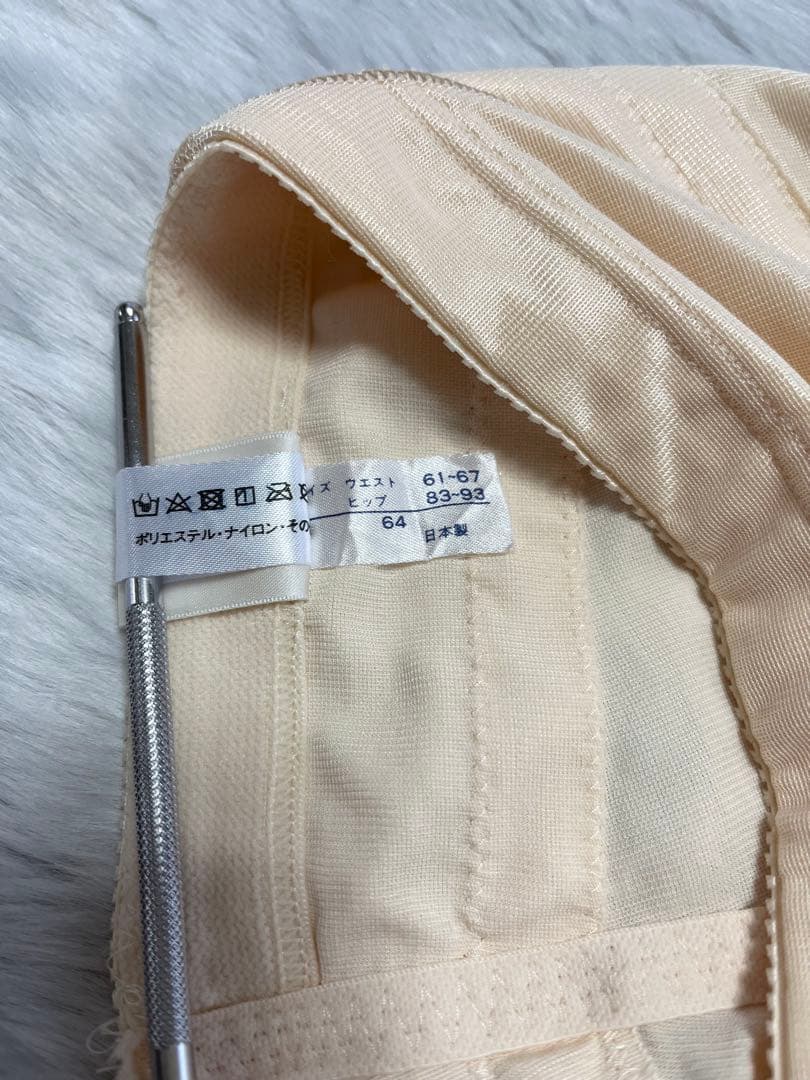 イズ ウエスト 61~67
ヒップ 83~93
64 日本製
ポリエステル・ナイロン・その